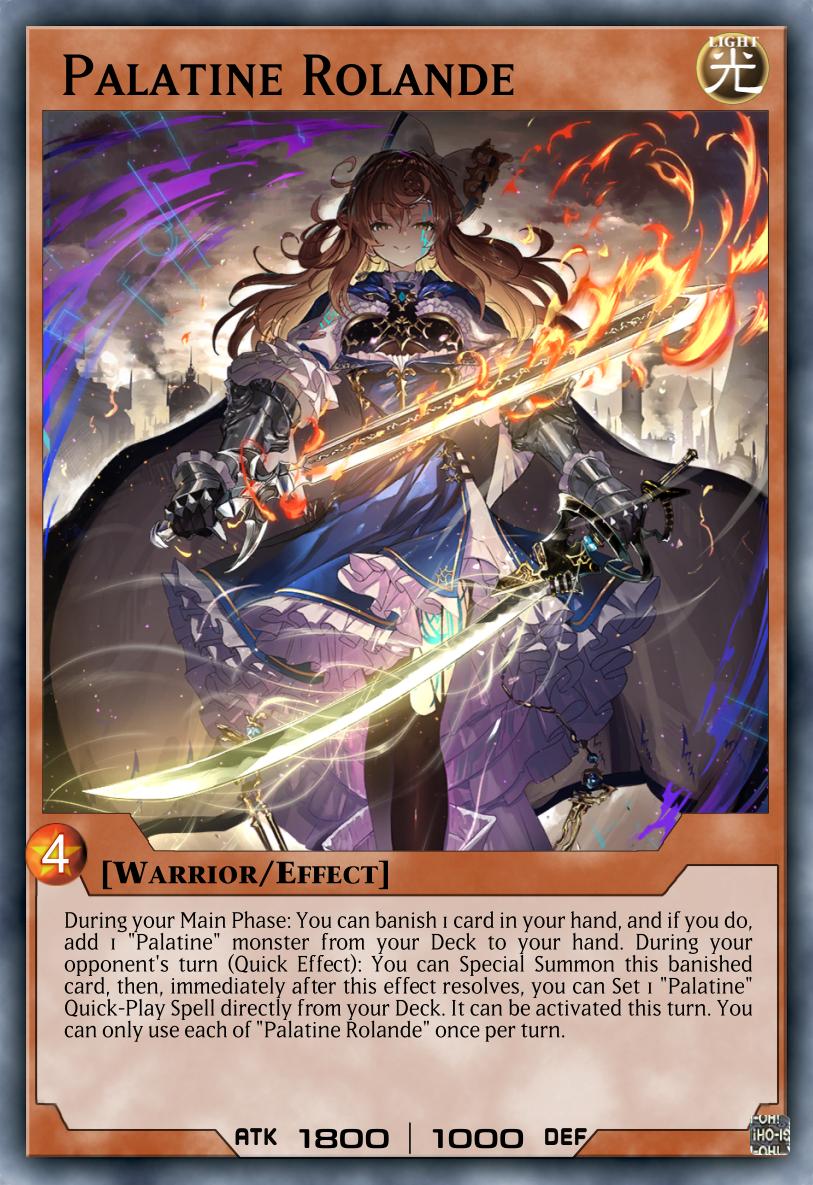 Palatine Rolande
LIGHT
光
4
[Warrior/Effect]
During your Main Phase: You can banish 1 card in your hand, and if you do,
add 1 "Palatine" monster from your Deck to your hand. During your
opponent's turn (Quick Effect): You can Special Summon this banished
card, then, immediately after this effect resolves, you can Set 1 "Palatine"
Quick-Play Spell directly from your Deck. It can be activated this turn. You
can only use each of "Palatine Rolande" once per turn.
ATK 1800 | 1000 DEF